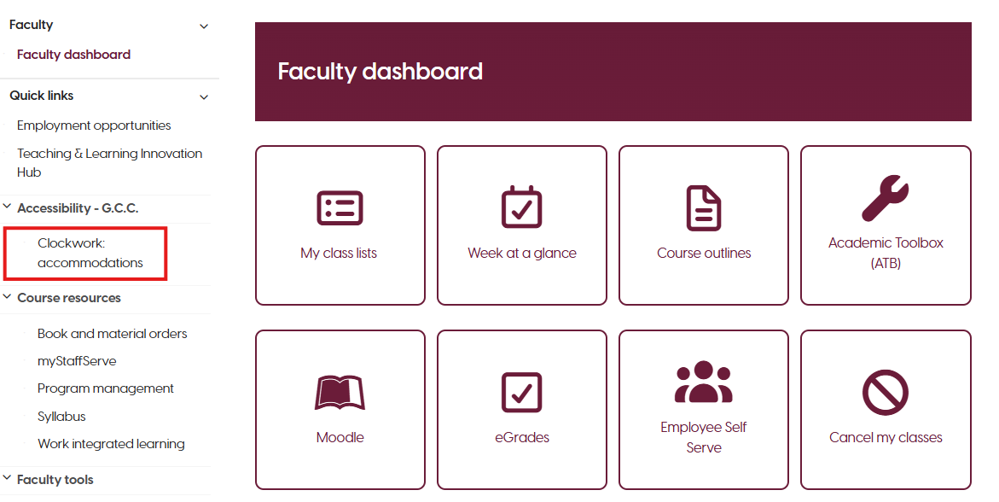 Faculty
Faculty dashboard
Quick links
Employment opportunities
Teaching & Learning Innovation
Hub
Accessibility - G.C.C.
Clockwork:
accommodations
Course resources
Book and material orders
myStaffServe
Program management
Syllabus
Work integrated learning
Faculty tools
Faculty dashboard
My class lists
Week at a glance
Course outlines
Academic Toolbox
(ATB)
Moodle
eGrades
Employee Self
Serve
Cancel my classes